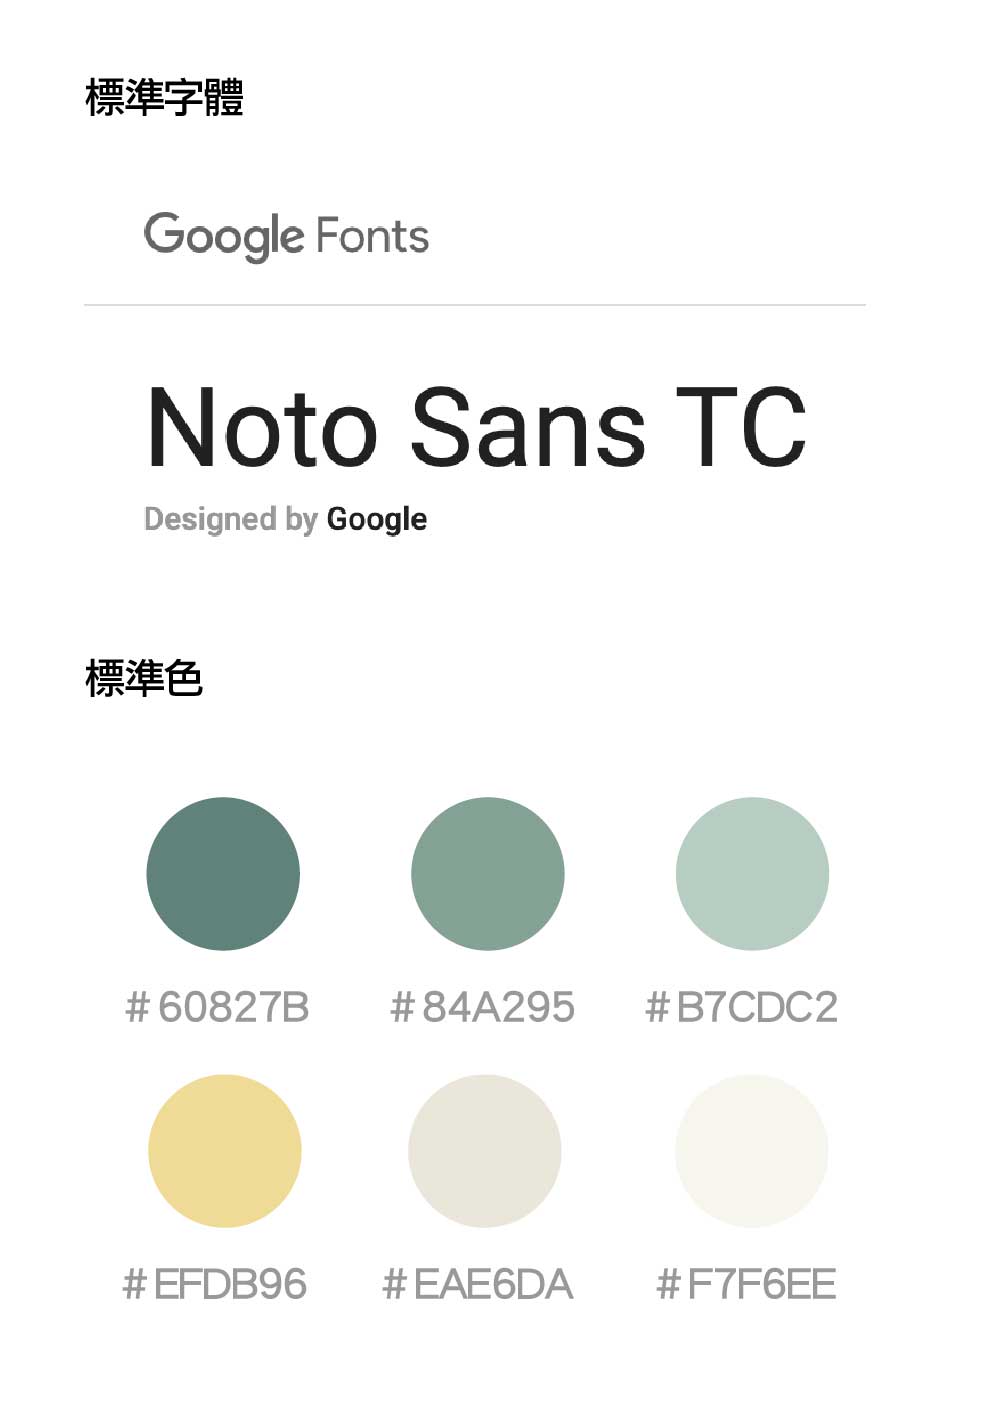 標準字體
Google Fonts
Noto Sans TC
Designed by Google
標準色
# 60827B
# 84A295
# B7CDC2
# EFDB96
# EAE6DA
# F7F6EE